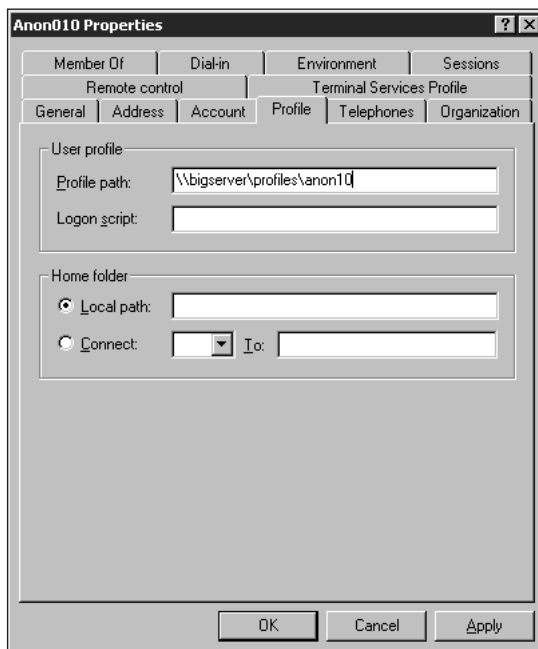 Anon010 Properties
Member Of Dial-in Environment Sessions
Remote control Terminal Services Profile
General Address Account Profile Telephones Organization
User profile
Profile path: \\bigserver\profiles\anon10
Logon script:
Home folder
Local path:
Connect: To:
OK Cancel Apply